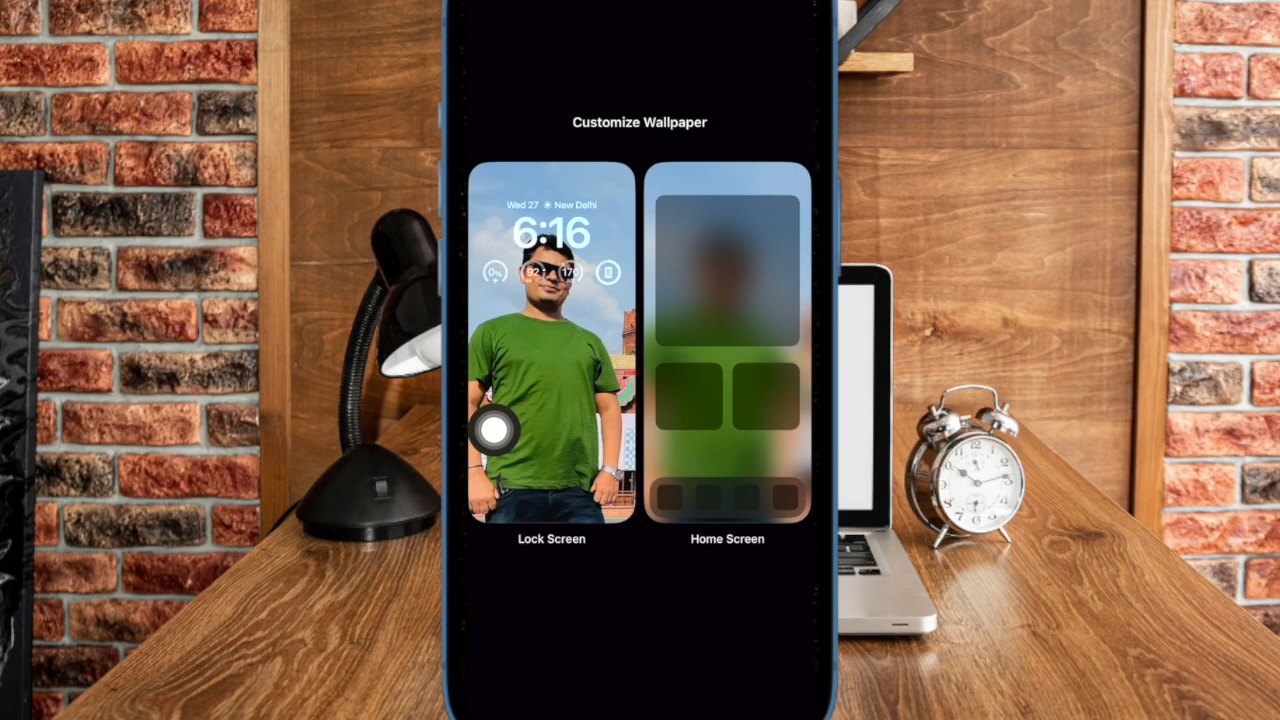 Customize Wallpaper
Wed 27 ☀ New Delhi
6:16
0% 92 170
Lock Screen
Home Screen